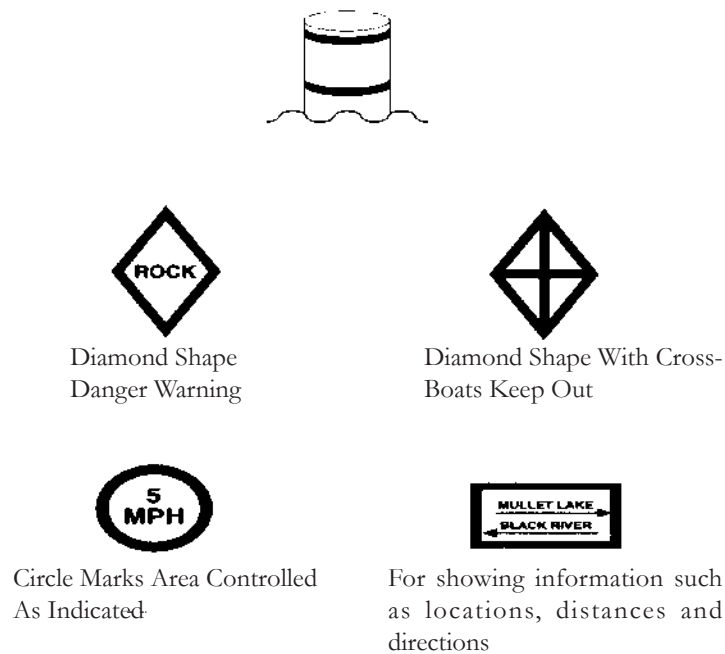 ROCK
Diamond Shape
Danger Warning
Diamond Shape With Cross-
Boats Keep Out
5
MPH
Circle Marks Area Controlled
As Indicated
MULLET LAKE
BLACK RIVER
For showing information such
as locations, distances and
directions